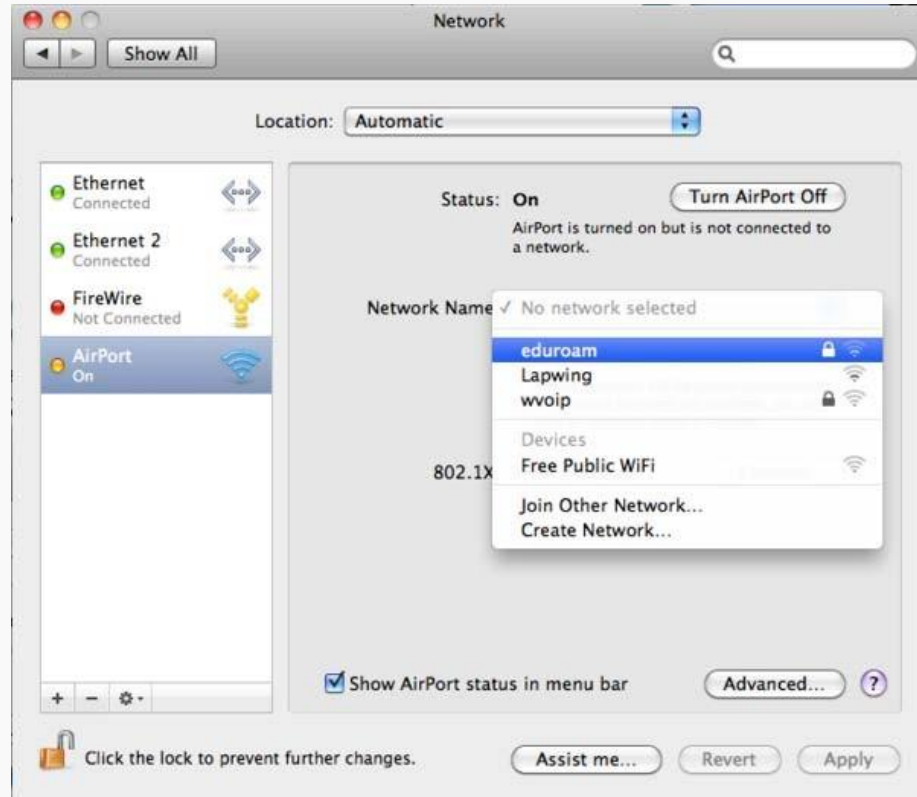 Network
Show All
Location: Automatic
Ethernet
Connected
Ethernet 2
Connected
FireWire
Not Connected
AirPort
On
Status: On
Turn AirPort Off
AirPort is turned on but is not connected to
a network.
Network Name
✓ No network selected
eduroam
Lapwing
wvoip
Devices
Free Public WiFi
Join Other Network...
Create Network...
802.1X
Show AirPort status in menu bar
Advanced...
?
+ -
Click the lock to prevent further changes.
Assist me...
Revert
Apply